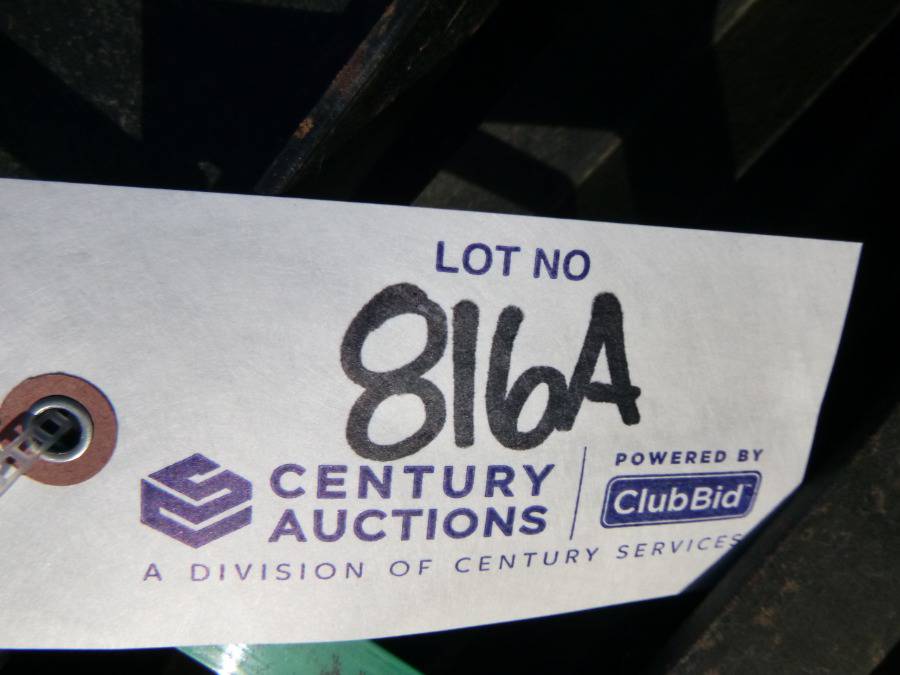 LOT NO
816A
CENTURY
AUCTIONS
POWERED BY
ClubBid
A DIVISION OF CENTURY SERVICES